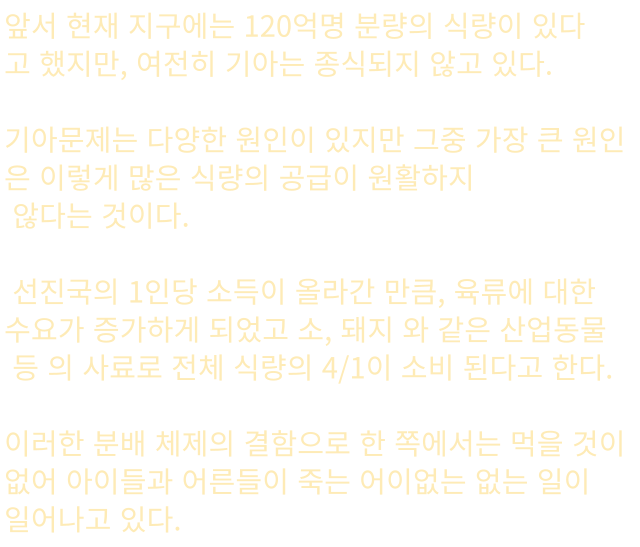 앞서 현재 지구에는 120억명 분량의 식량이 있다
고 했지만, 여전히 기아는 종식되지 않고 있다.
기아문제는 다양한 원인이 있지만 그중 가장 큰 원인
은 이렇게 많은 식량의 공급이 원활하지
않다는 것이다.
선진국의 1인당 소득이 올라간 만큼, 육류에 대한
수요가 증가하게 되었고 소, 돼지 와 같은 산업동물
등 의 사료로 전체 식량의 4/1이 소비 된다고 한다.
이러한 분배 체제의 결함으로 한 쪽에서는 먹을 것이
없어 아이들과 어른들이 죽는 어이없는 없는 일이
일어나고 있다.